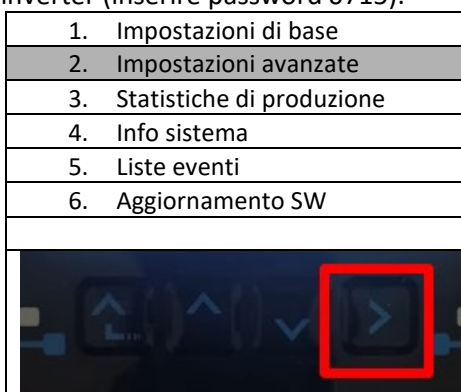 inverter (inserire password 0715).
1. Impostazioni di base
2. Impostazioni avanzate
3. Statistiche di produzione
4. Info sistema
5. Liste eventi
6. Aggiornamento SW